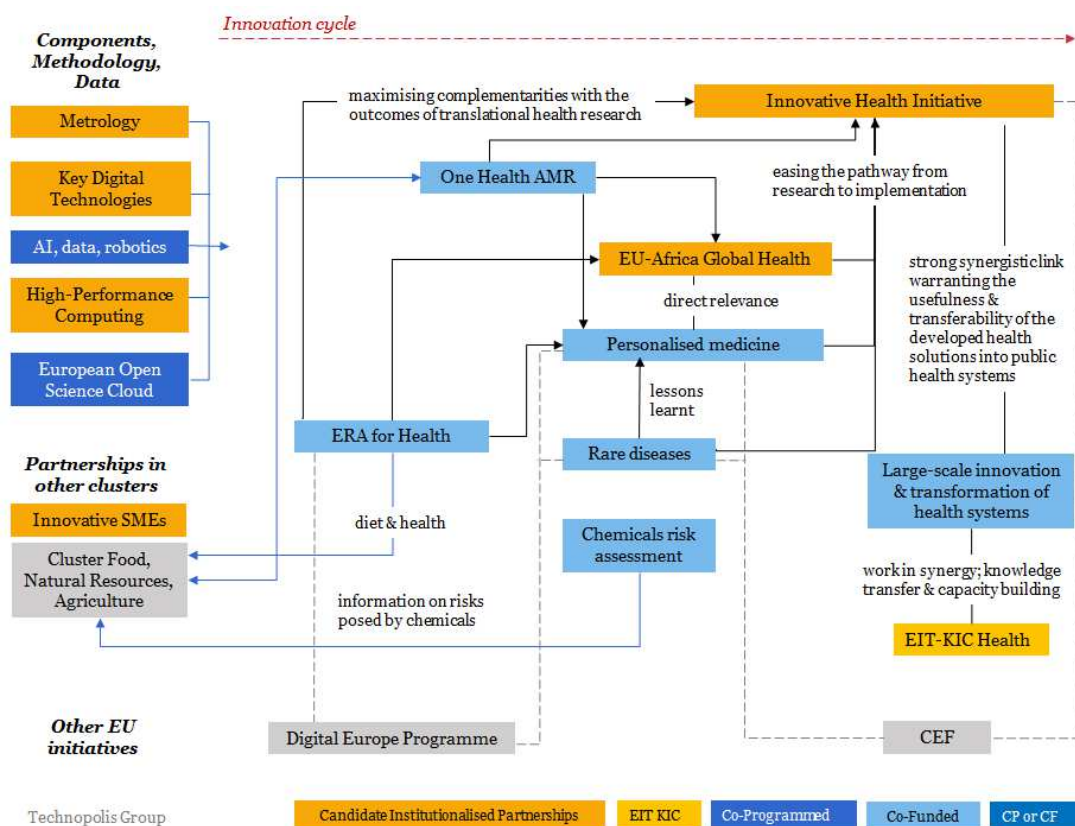 Innovation cycle
Components,
Methodology,
Data
Metrology
Key Digital
Technologies
AI, data, robotics
High-Performance
Computing
European Open
Science Cloud
maximising complementarities with the
outcomes of translational health research
Innovative Health Initiative
One Health AMR
easing the pathway from
research to implementation
EU-Africa Global Health
direct relevance
strong synergistic link
warranting the
usefulness &
transferability of the
developed health
solutions into public
health systems
Personalised medicine
lessons
learnt
ERA for Health
Rare diseases
Large-scale innovation
& transformation of
health systems
Partnerships in
other clusters
Innovative SMEs
Cluster Food,
Natural Resources,
Agriculture
diet & health
Chemicals risk
assessment
information on risks
posed by chemicals
work in synergy; knowledge
transfer & capacity building
EIT-KIC Health
Other EU
initiatives
Digital Europe Programme
CEF
Technopolis Group
Candidate Institutionalised Partnerships
EIT KIC
Co-Programmed
Co-Funded
CP or CF